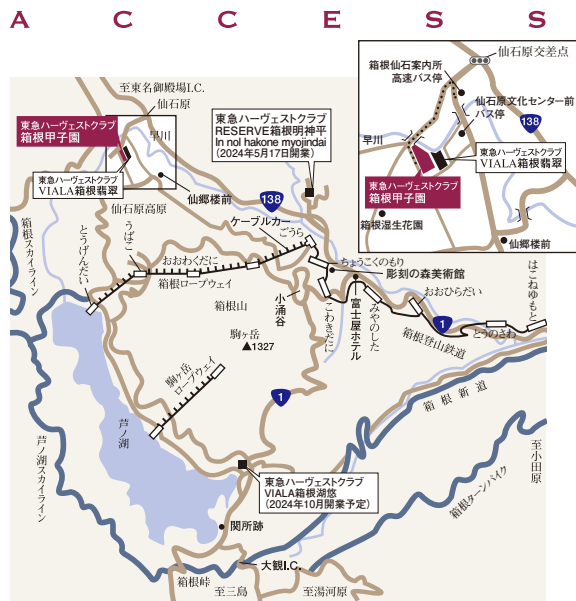 ACCESS
至東名御殿場I.C.
仙石原
東急ハーヴェストクラブ
箱根甲子園
早川
東急ハーヴェストクラブ
VIALA箱根翡翠
仙郷楼前
仙石原高原
東急ハーヴェストクラブ
RESERVE箱根明神平
In nol hakone myojindai
(2024年5月17日開業)
138
ケーブルカー
ごうら
箱根スカイライン
とうげんだい
うばこ
おおわくだに
箱根ロープウェイ
箱根山
駒ヶ岳
▲1327
駒ヶ岳
ロープウェイ
小涌谷
こわきだに
ちょうこくのもり
彫刻の森美術館
富士屋ホテル
みやのした
おおひらだい
1
箱根登山鉄道
とうのさわ
はこねゆもと
箱根新道
1
芦ノ湖
芦ノ湖スカイライン
東急ハーヴェストクラブ
VIALA箱根湖悠
(2024年10月開業予定)
関所跡
大観I.C.
箱根峠
至三島
至湯河原
箱根ターンパイク
至小田原
仙石原交差点
箱根仙石案内所
高速バス停
仙石原文化センター前
バス停
138
早川
東急ハーヴェストクラブ
VIALA箱根翡翠
東急ハーヴェストクラブ
箱根甲子園
箱根湿生花園
仙郷楼前